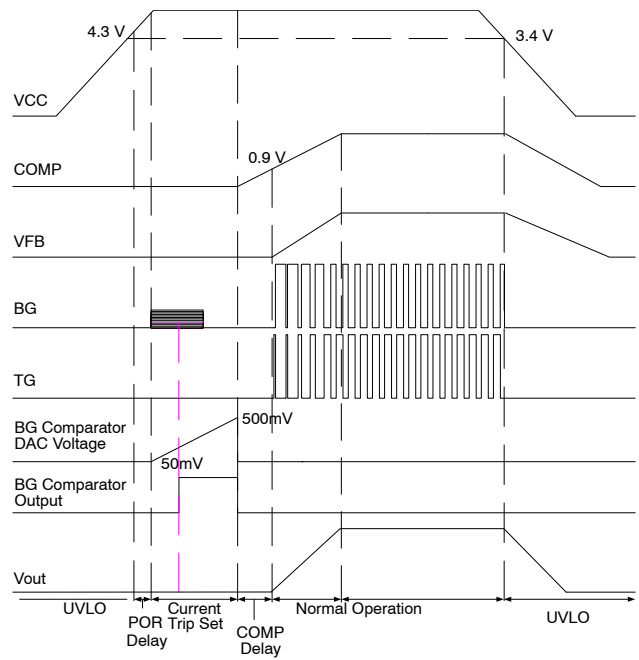 4.3 V
3.4 V
VCC
0.9 V
COMP
VFB
BG
TG
500mV
BG Comparator
DAC Voltage
50mV
BG Comparator
Output
Vout
UVLO
POR
Delay
Current
Trip Set
COMP
Delay
Normal Operation
UVLO